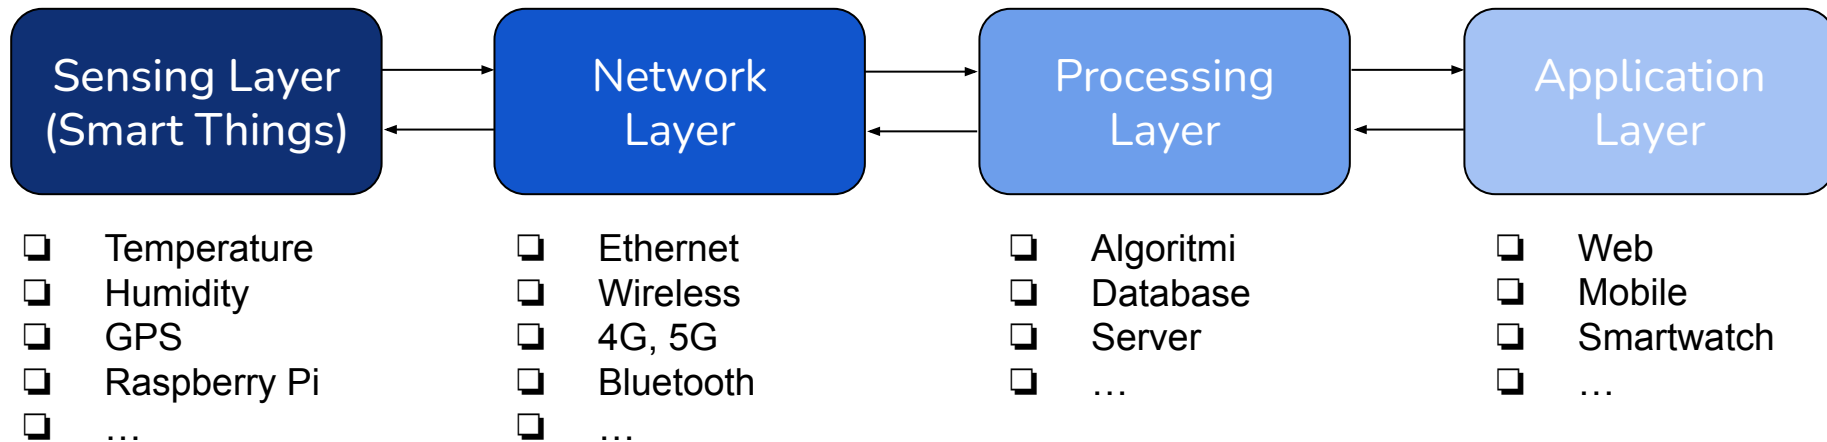 Sensing Layer
(Smart Things)
Network
Layer
Processing
Layer
Application
Layer
❏ Temperature
❏ Humidity
❏ GPS
❏ Raspberry Pi
❏ …
❏ Ethernet
❏ Wireless
❏ 4G, 5G
❏ Bluetooth
❏ …
❏ Algoritmi
❏ Database
❏ Server
❏ …
❏ Web
❏ Mobile
❏ Smartwatch
❏ …